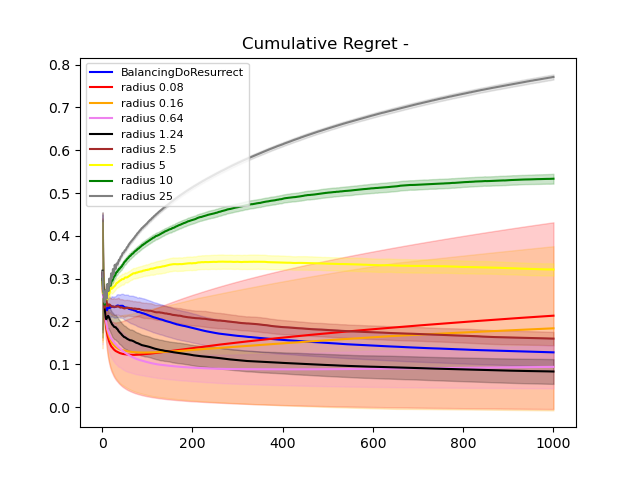 Cumulative Regret -
0.8
0.7
0.6
0.5
0.4
0.3
0.2
0.1
0.0
BalancingDoResurrect
radius 0.08
radius 0.16
radius 0.64
radius 1.24
radius 2.5
radius 5
radius 10
radius 25
0 200 400 600 800 1000